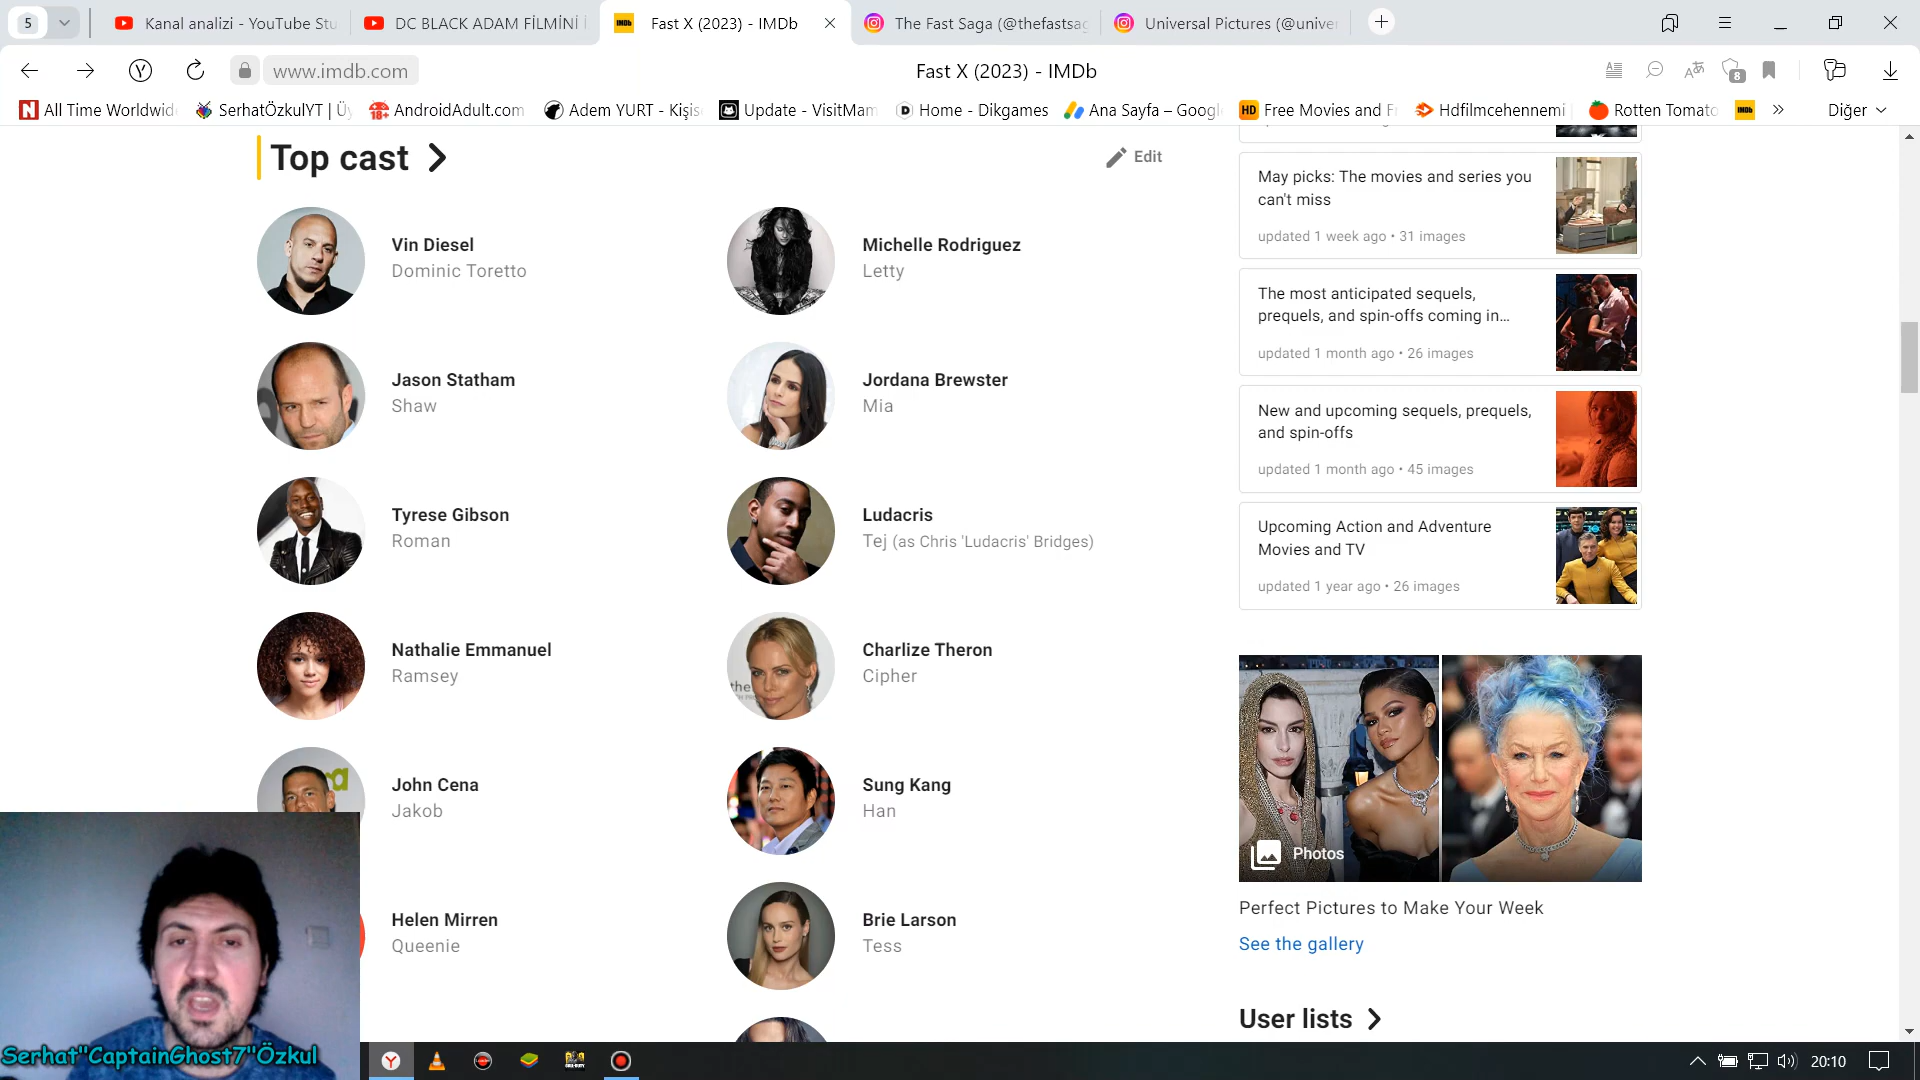 5
Kanal analizi - YouTube Stu
DC BLACK ADAM FİLMİNİ İ
Fast X (2023) - IMDb
The Fast Saga (@thefastsag
Universal Pictures (@univer
www.imdb.com
Fast X (2023) - IMDb
8
All Time Worldwid
SerhatÖzkulYT | Üy
18+ AndroidAdult.com
Adem YURT - Kişis
Update - VisitMam
Home - Dikgames
Ana Sayfa – Google
HD Free Movies and F
Hdfilmcehennemi
Rotten Tomato
IMDb
»
Diğer
Top cast
Edit
Vin Diesel
Dominic Toretto
Michelle Rodriguez
Letty
Jason Statham
Shaw
Jordana Brewster
Mia
Tyrese Gibson
Roman
Ludacris
Tej (as Chris 'Ludacris' Bridges)
Nathalie Emmanuel
Ramsey
Charlize Theron
Cipher
John Cena
Jakob
Sung Kang
Han
Helen Mirren
Queenie
Brie Larson
Tess
May picks: The movies and series you
can't miss
updated 1 week ago • 31 images
The most anticipated sequels,
prequels, and spin-offs coming in...
updated 1 month ago • 26 images
New and upcoming sequels, prequels,
and spin-offs
updated 1 month ago • 45 images
Upcoming Action and Adventure
Movies and TV
updated 1 year ago • 26 images
Photos
Perfect Pictures to Make Your Week
See the gallery
User lists
Serhat"CaptainGhost7"Özkul
20:10